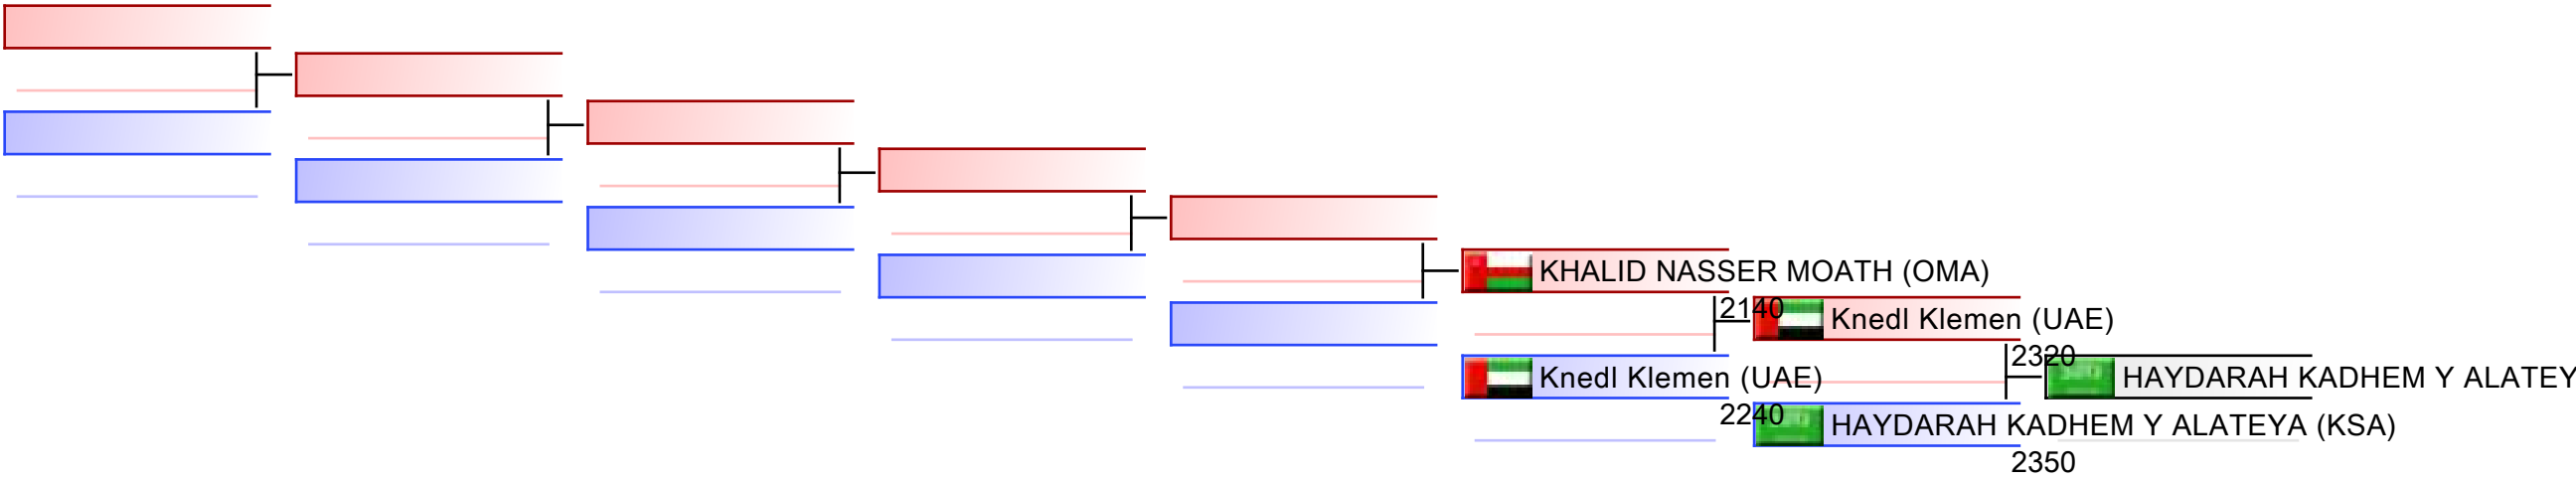 KHALID NASSER MOATH (OMA)
2140
Knedl Klemen (UAE)
2240
Knedl Klemen (UAE)
2320
HAYDARAH KADHEM Y ALATEYA (KSA)
2350
HAYDARAH KADHEM Y ALATEY